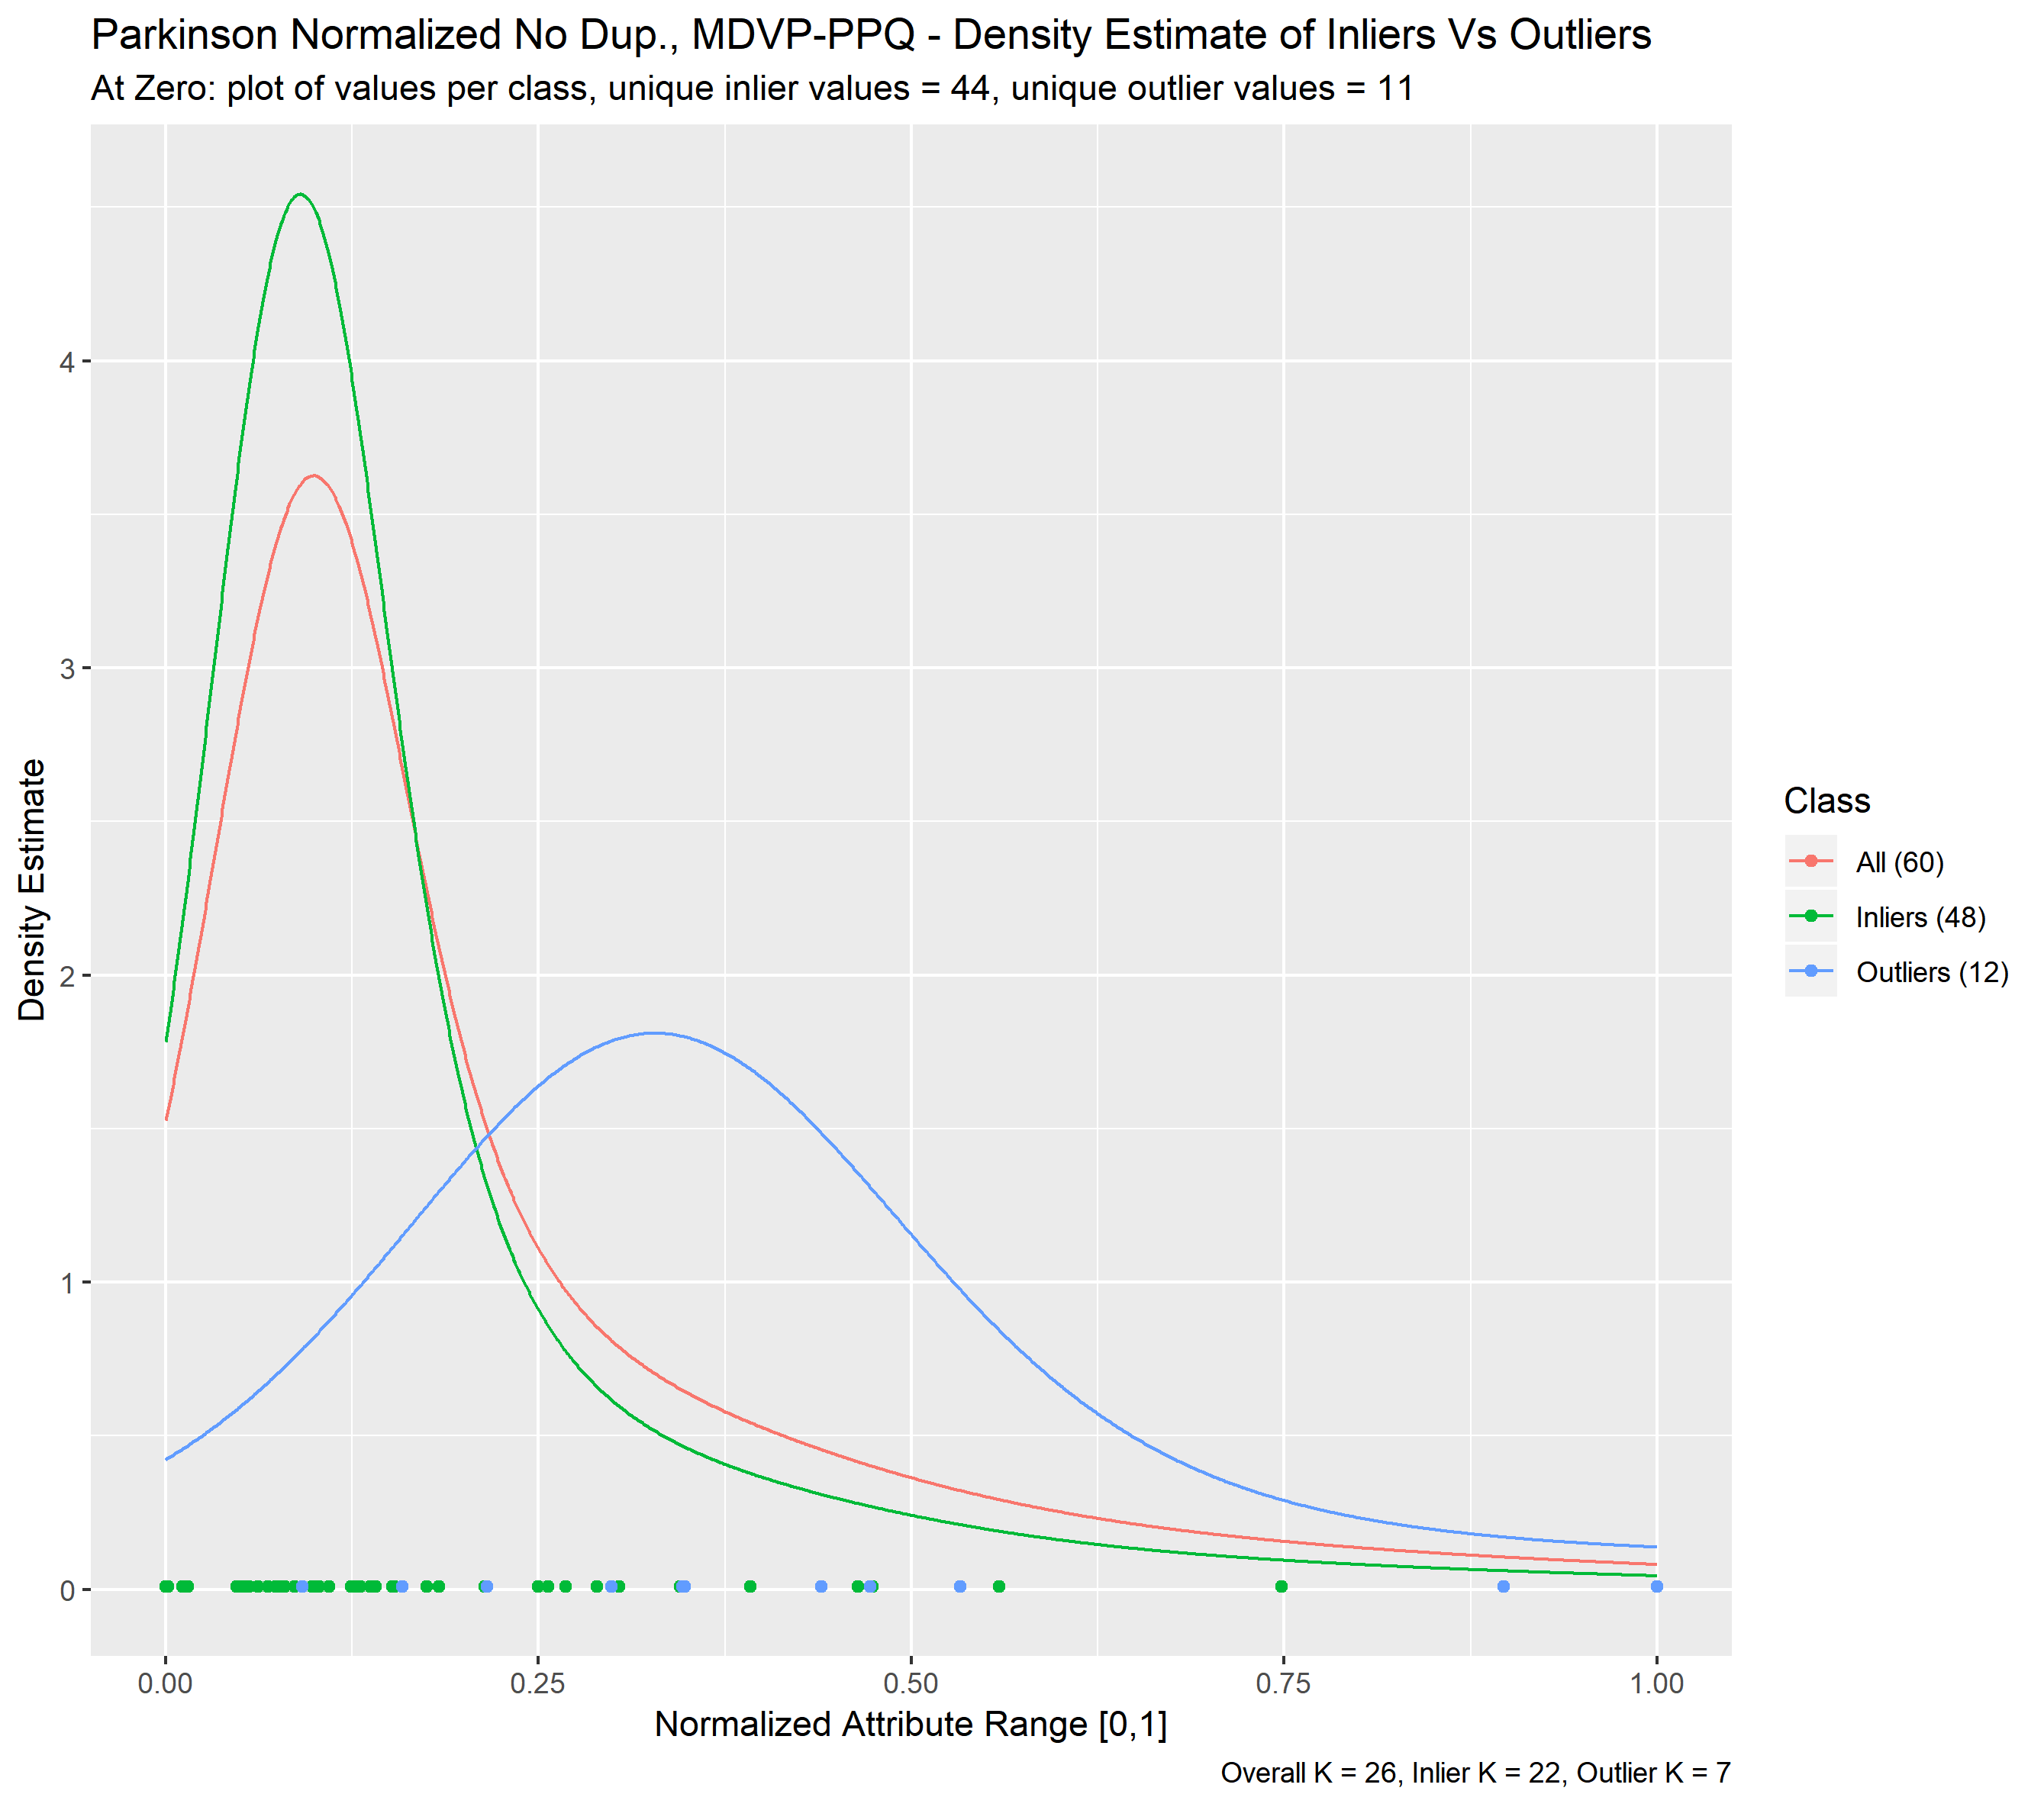 Parkinson Normalized No Dup., MDVP-PPQ - Density Estimate of Inliers Vs Outliers
At Zero: plot of values per class, unique inlier values = 44, unique outlier values = 11
4
3
2
1
0
Density Estimate
0.00
0.25
0.50
0.75
1.00
Normalized Attribute Range [0,1]
Overall K = 26, Inlier K = 22, Outlier K = 7
Class
All (60)
Inliers (48)
Outliers (12)